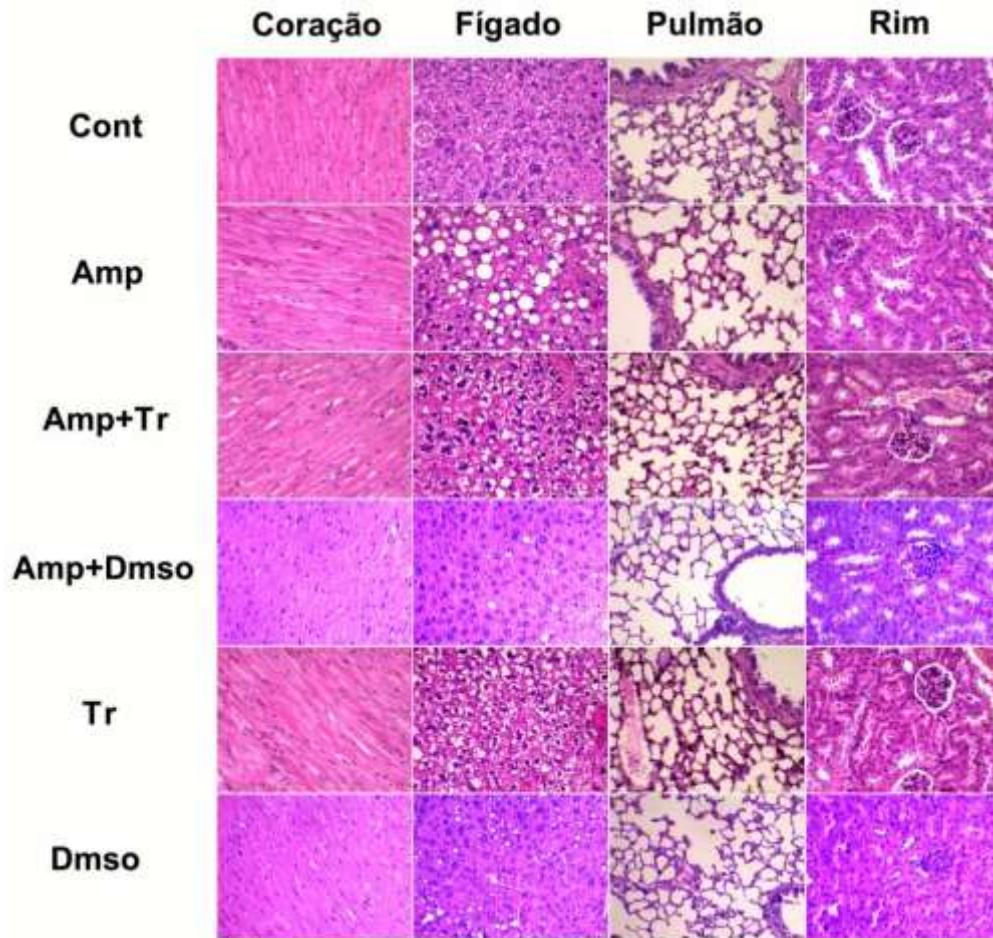 Coração Fígado Pulmão Rim
Cont
Amp
Amp+Tr
Amp+Dmso
Tr
Dmso